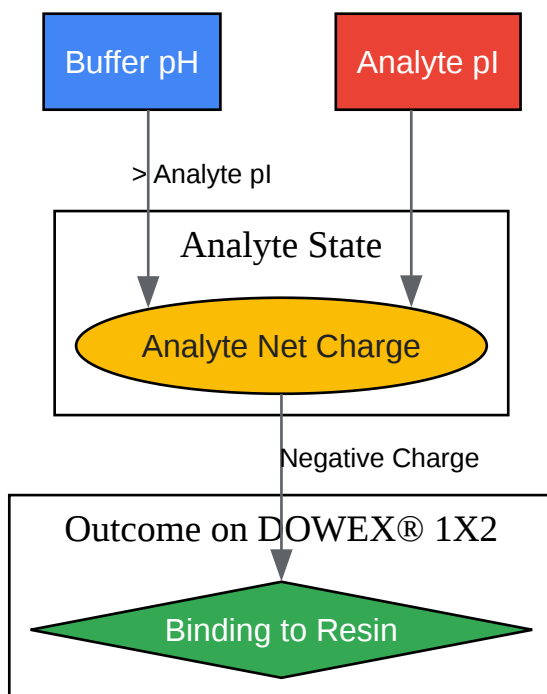 Buffer pH
Analyte pI
> Analyte pI
Analyte State
Analyte Net Charge
Negative Charge
Outcome on DOWEX® 1X2
Binding to Resin